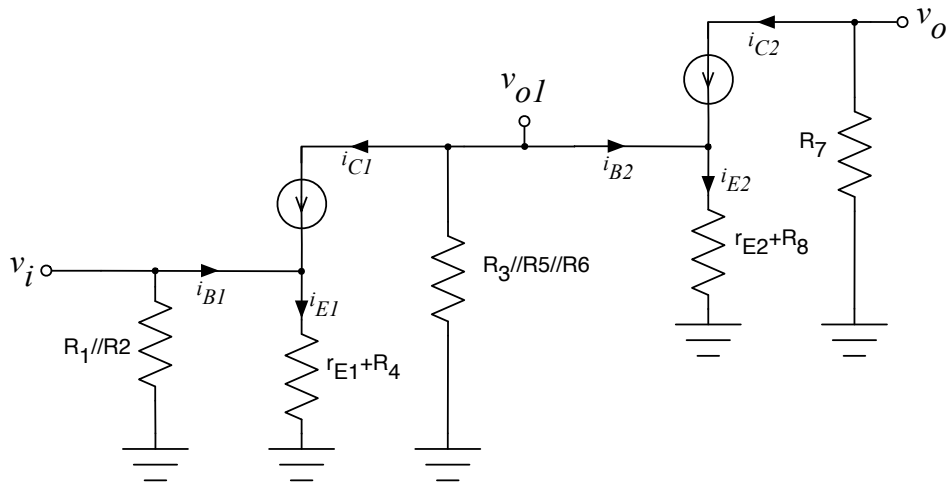 v_o
i_C2
v_o1
R_7
i_C1
i_B2
i_E2
r_E2+R_8
v_i
R_3//R5//R6
i_B1
i_E1
R_1//R2
r_E1+R_4